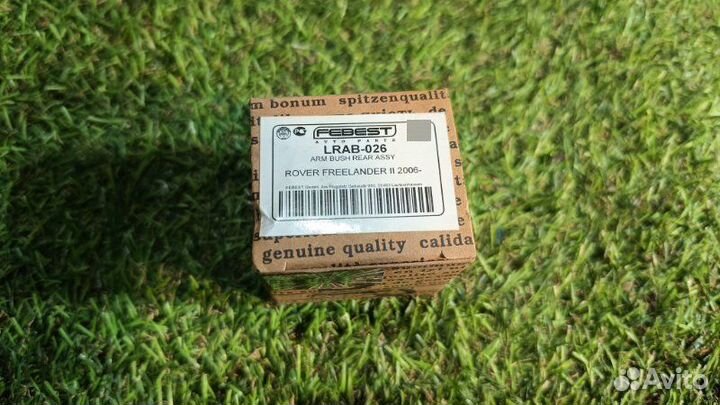 m bonum spitzenqualit
FEBEST
AUTO PARTS
LRAB-026
ARM BUSH REAR ASSY
ROVER FREELANDER II 2006-
genuine quality calida
Avito